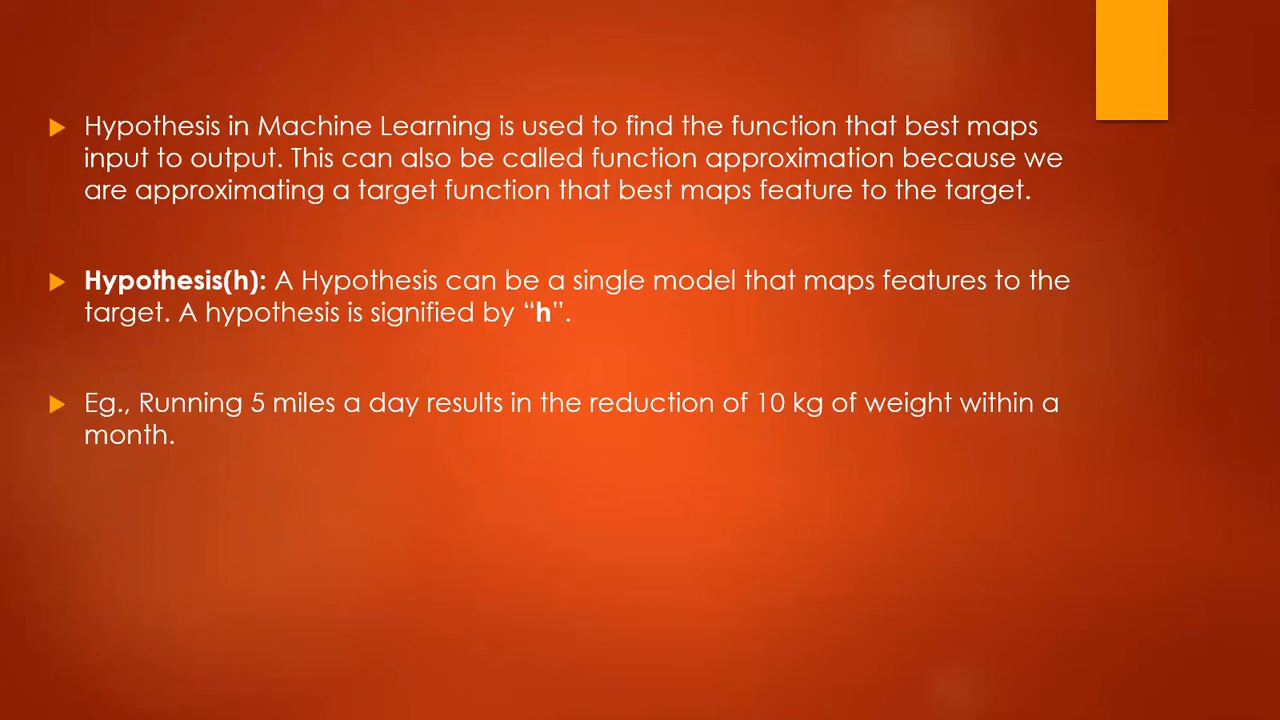 Hypothesis in Machine Learning is used to find the function that best maps
input to output. This can also be called function approximation because we
are approximating a target function that best maps feature to the target.
Hypothesis(h): A Hypothesis can be a single model that maps features to the
target. A hypothesis is signified by “h”.
Eg., Running 5 miles a day results in the reduction of 10 kg of weight within a
month.